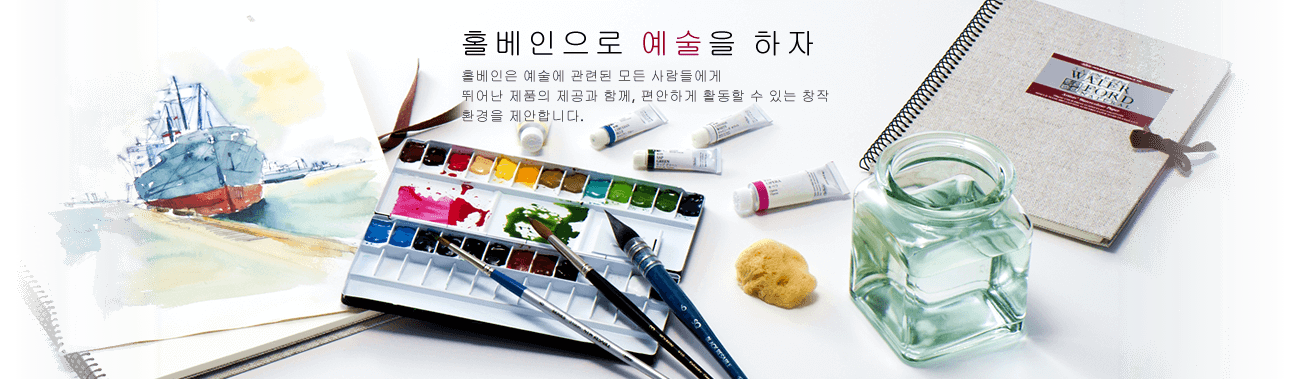 홀베인으로 예술을 하자
홀베인은 예술에 관련된 모든 사람들에게
뛰어난 제품의 제공과 함께, 편안하게 활동할 수 있는 창작
환경을 제안합니다.
WATER
FORD